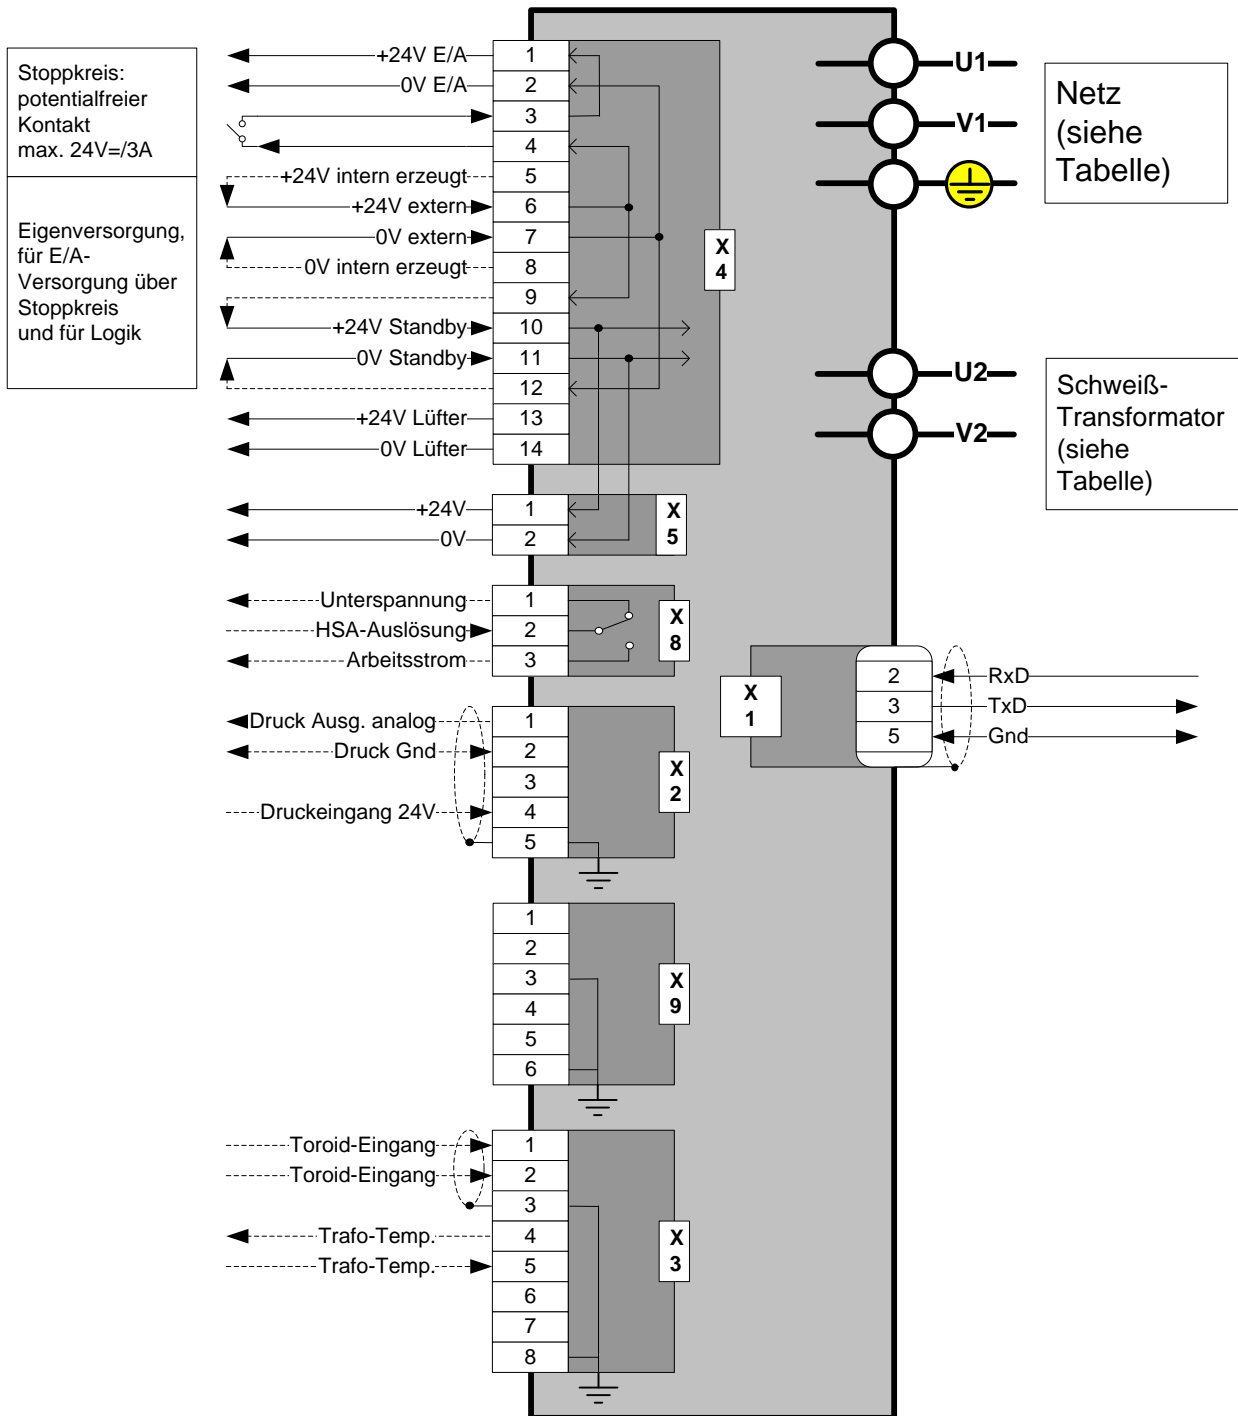 Stoppkreis:
potentialfreier
Kontakt
max. 24V=/3A
Eigenversorgung,
für E/A-
Versorgung über
Stoppkreis
und für Logik
+24V E/A 1
0V E/A 2
3
4
+24V intern erzeugt 5
+24V extern 6
0V extern 7
0V intern erzeugt 8
9
+24V Standby 10
0V Standby 11
12
+24V Lüfter 13
0V Lüfter 14
X
4
+24V 1
0V 2
X
5
Unterspannung 1
HSA-Auslösung 2
Arbeitsstrom 3
X
8
Druck Ausg. analog 1
Druck Gnd 2
3
Druckeingang 24V 4
5
X
2
1
2
3
4
5
6
X
9
Toroid-Eingang 1
Toroid-Eingang 2
3
Trafo-Temp. 4
Trafo-Temp. 5
6
7
8
X
3
U1
V1
Netz
(siehe
Tabelle)
U2
V2
Schweiß-
Transformator
(siehe
Tabelle)
X
1
2 RxD
3 TxD
5 Gnd